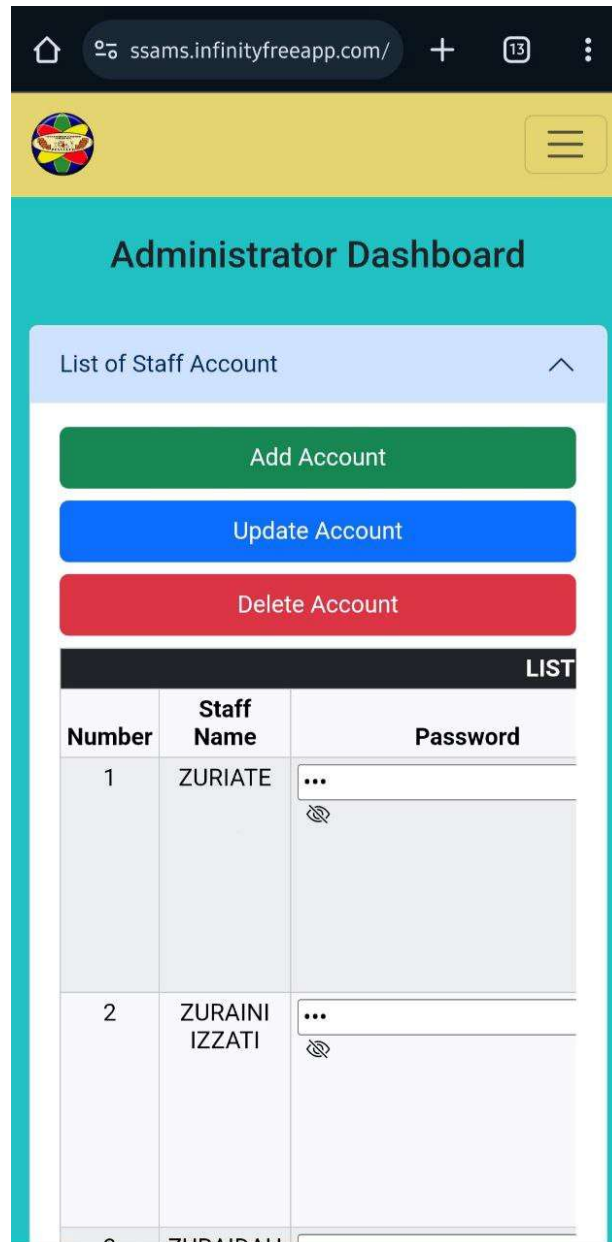 ssams.infinityfreeapp.com/
13
Administrator Dashboard
List of Staff Account
Add Account
Update Account
Delete Account
LIST
Number Staff Name Password
1 ZURIATE •••
2 ZURAINI IZZATI •••